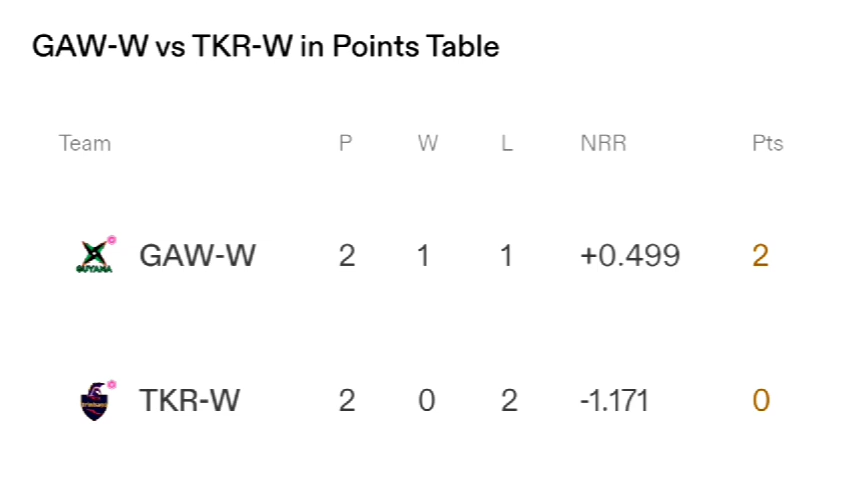 GAW-W vs TKR-W in Points Table
Team P W L NRR Pts
GUYANA
GAW-W 2 1 1 +0.499 2
TKR-W 2 0 2 -1.171 0